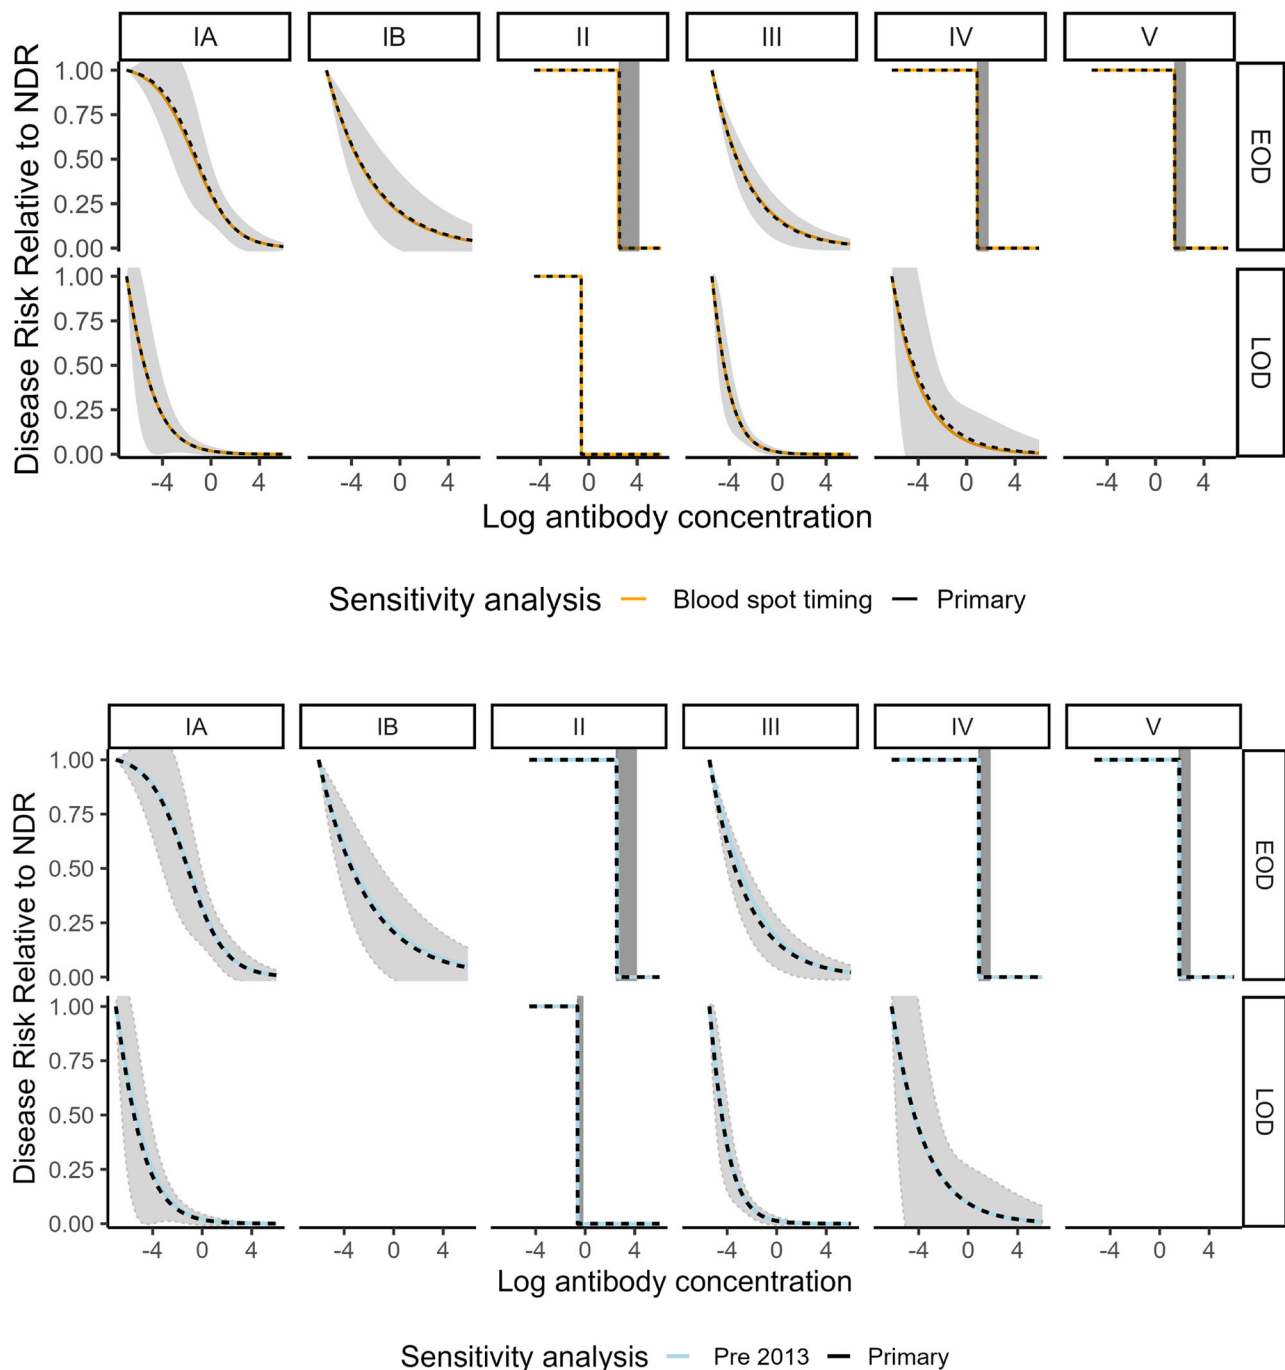 IA IB II III IV V
Disease Risk Relative to NDR
1.00
0.75
0.50
0.25
0.00
EOD
1.00
0.75
0.50
0.25
0.00
LOD
-4 0 4 -4 0 4 -4 0 4 -4 0 4 -4 0 4 -4 0 4
Log antibody concentration
Sensitivity analysis Blood spot timing Primary
IA IB II III IV V
Disease Risk Relative to NDR
1.00
0.75
0.50
0.25
0.00
EOD
1.00
0.75
0.50
0.25
0.00
LOD
-4 0 4 -4 0 4 -4 0 4 -4 0 4 -4 0 4 -4 0 4
Log antibody concentration
Sensitivity analysis Pre 2013 Primary